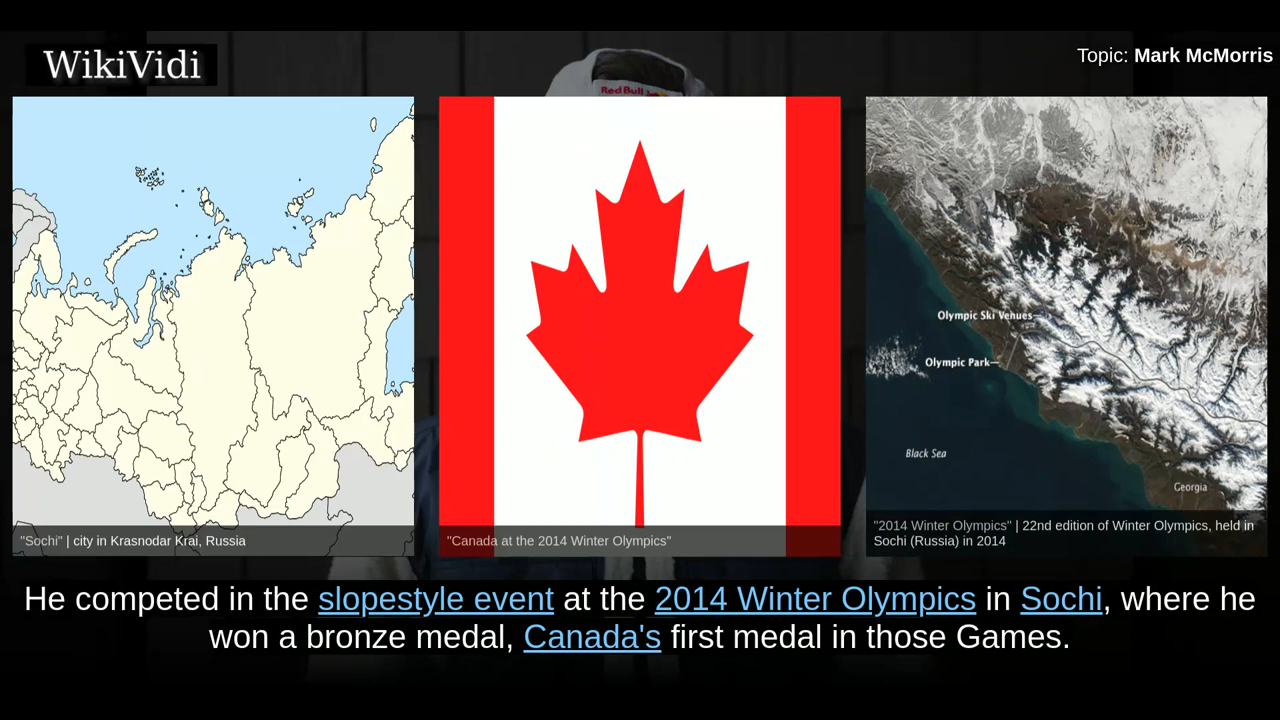 WikiVidi
Topic: Mark McMorris
Red Bull
Olympic Ski Venues
Olympic Park
Black Sea
Georgia
"Sochi" | city in Krasnodar Krai, Russia
"Canada at the 2014 Winter Olympics"
"2014 Winter Olympics" | 22nd edition of Winter Olympics, held in
Sochi (Russia) in 2014
He competed in the slopestyle event at the 2014 Winter Olympics in Sochi, where he
won a bronze medal, Canada's first medal in those Games.